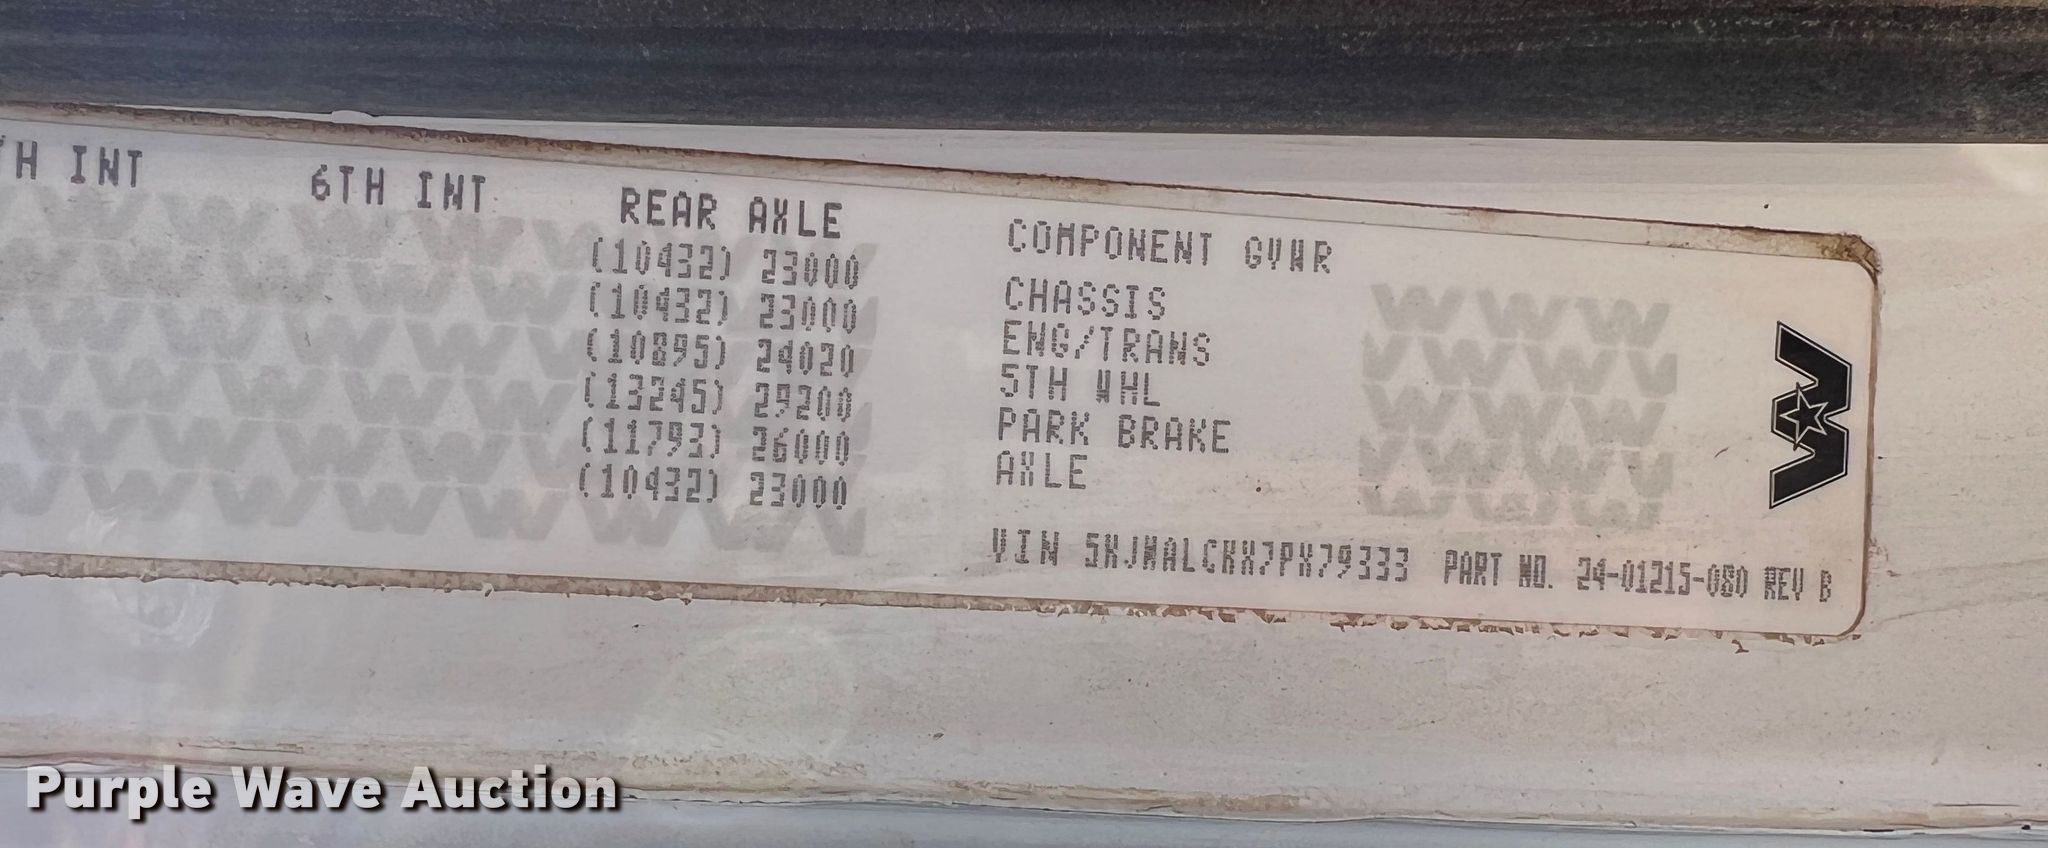 TH INT 6TH INT REAR AXLE COMPONENT GVWR
(10432) 23000 CHASSIS
(10432) 23000 ENG/TRANS
(10895) 24020 5TH WHL
(13245) 29200 PARK BRAKE
(11793) 26000 AXLE
(10432) 23000
VIN PART NO. 24-01215-080 REV B
Purple Wave Auction